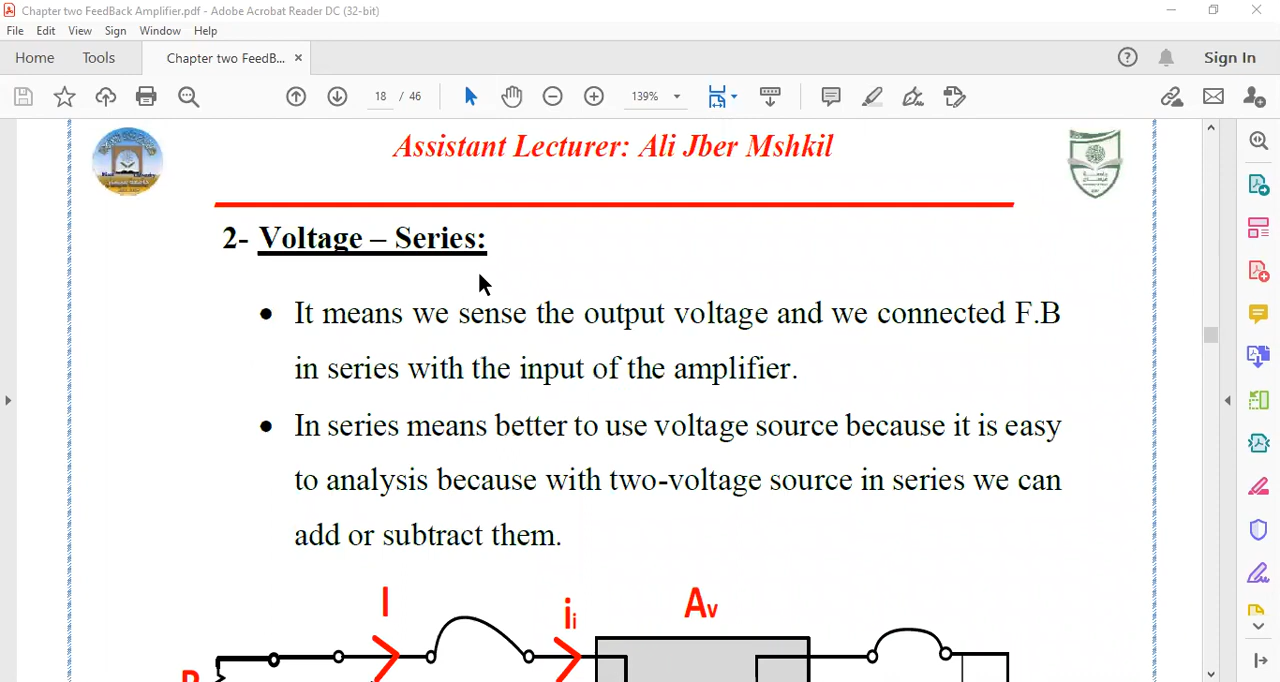 Chapter two FeedBack Amplifier.pdf - Adobe Acrobat Reader DC (32-bit)
File Edit View Sign Window Help
Home Tools Chapter two FeedB... × Sign In
18 / 46 139%
Assistant Lecturer: Ali Jber Mshkil
2- Voltage – Series:
• It means we sense the output voltage and we connected F.B
in series with the input of the amplifier.
• In series means better to use voltage source because it is easy
to analysis because with two-voltage source in series we can
add or subtract them.
I ii Av